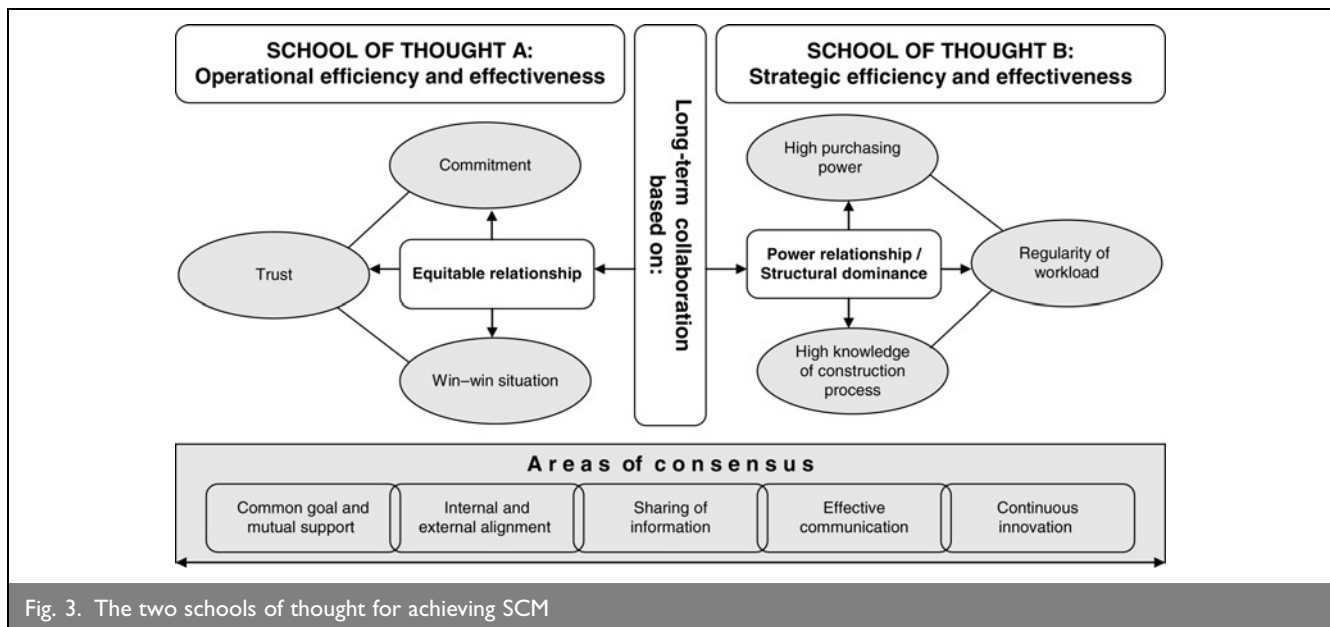 SCHOOL OF THOUGHT A:
Operational efficiency and effectiveness
Commitment
Trust
Equitable relationship
Win–win situation
Long-term collaboration
based on:
SCHOOL OF THOUGHT B:
Strategic efficiency and effectiveness
High purchasing
power
Power relationship /
Structural dominance
Regularity of
workload
High knowledge
of construction
process
Areas of consensus
Common goal and
mutual support
Internal and
external alignment
Sharing of
information
Effective
communication
Continuous
innovation
Fig. 3. The two schools of thought for achieving SCM